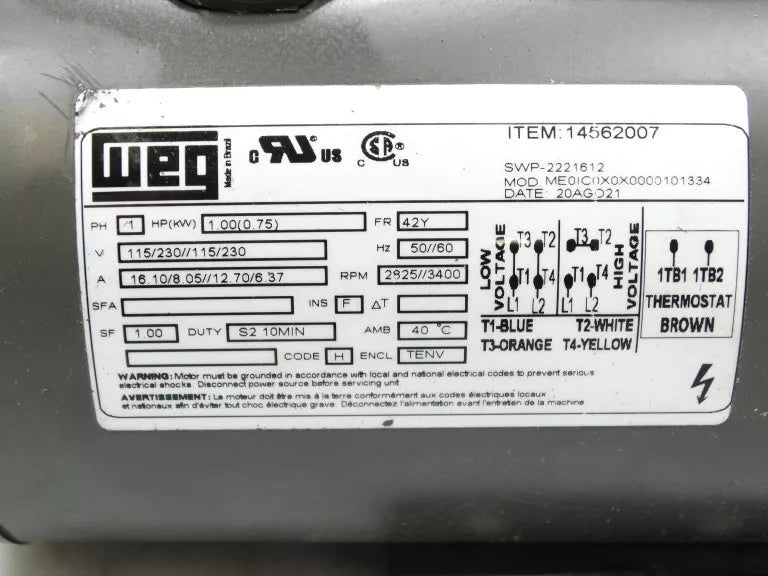 WEG
Made in Brazil
c RU US
c SA® US
ITEM:14562007
SWP-2221612
MOD. ME0IC0X0X0000101334
DATE: 20AGO21
PH 1 HP(KW) 1.00(0.75) FR 42Y
V 115/230//115/230 Hz 50//60
A 16.10/8.05//12.70/6.37 RPM 2825//3400
SFA INS F ΔT
SF 1.00 DUTY S2 10MIN AMB 40 °C
CODE H ENCL TENV
LOW VOLTAGE
T3 T2
T1 T4
L1 L2
HIGH VOLTAGE
T3 T2
T1 T4
L1 L2
T1-BLUE T2-WHITE
T3-ORANGE T4-YELLOW
1TB1 1TB2
THERMOSTAT
BROWN
WARNING: Motor must be grounded in accordance with local and national electrical codes to prevent serious
electrical shocks. Disconnect power source before servicing unit.
AVERTISSEMENT: Le moteur doit être mis à la terre conformément aux codes électriques locaux
et nationaux afin d'éviter tout choc électrique grave. Déconnectez l'alimentation avant l'entretien de la machine